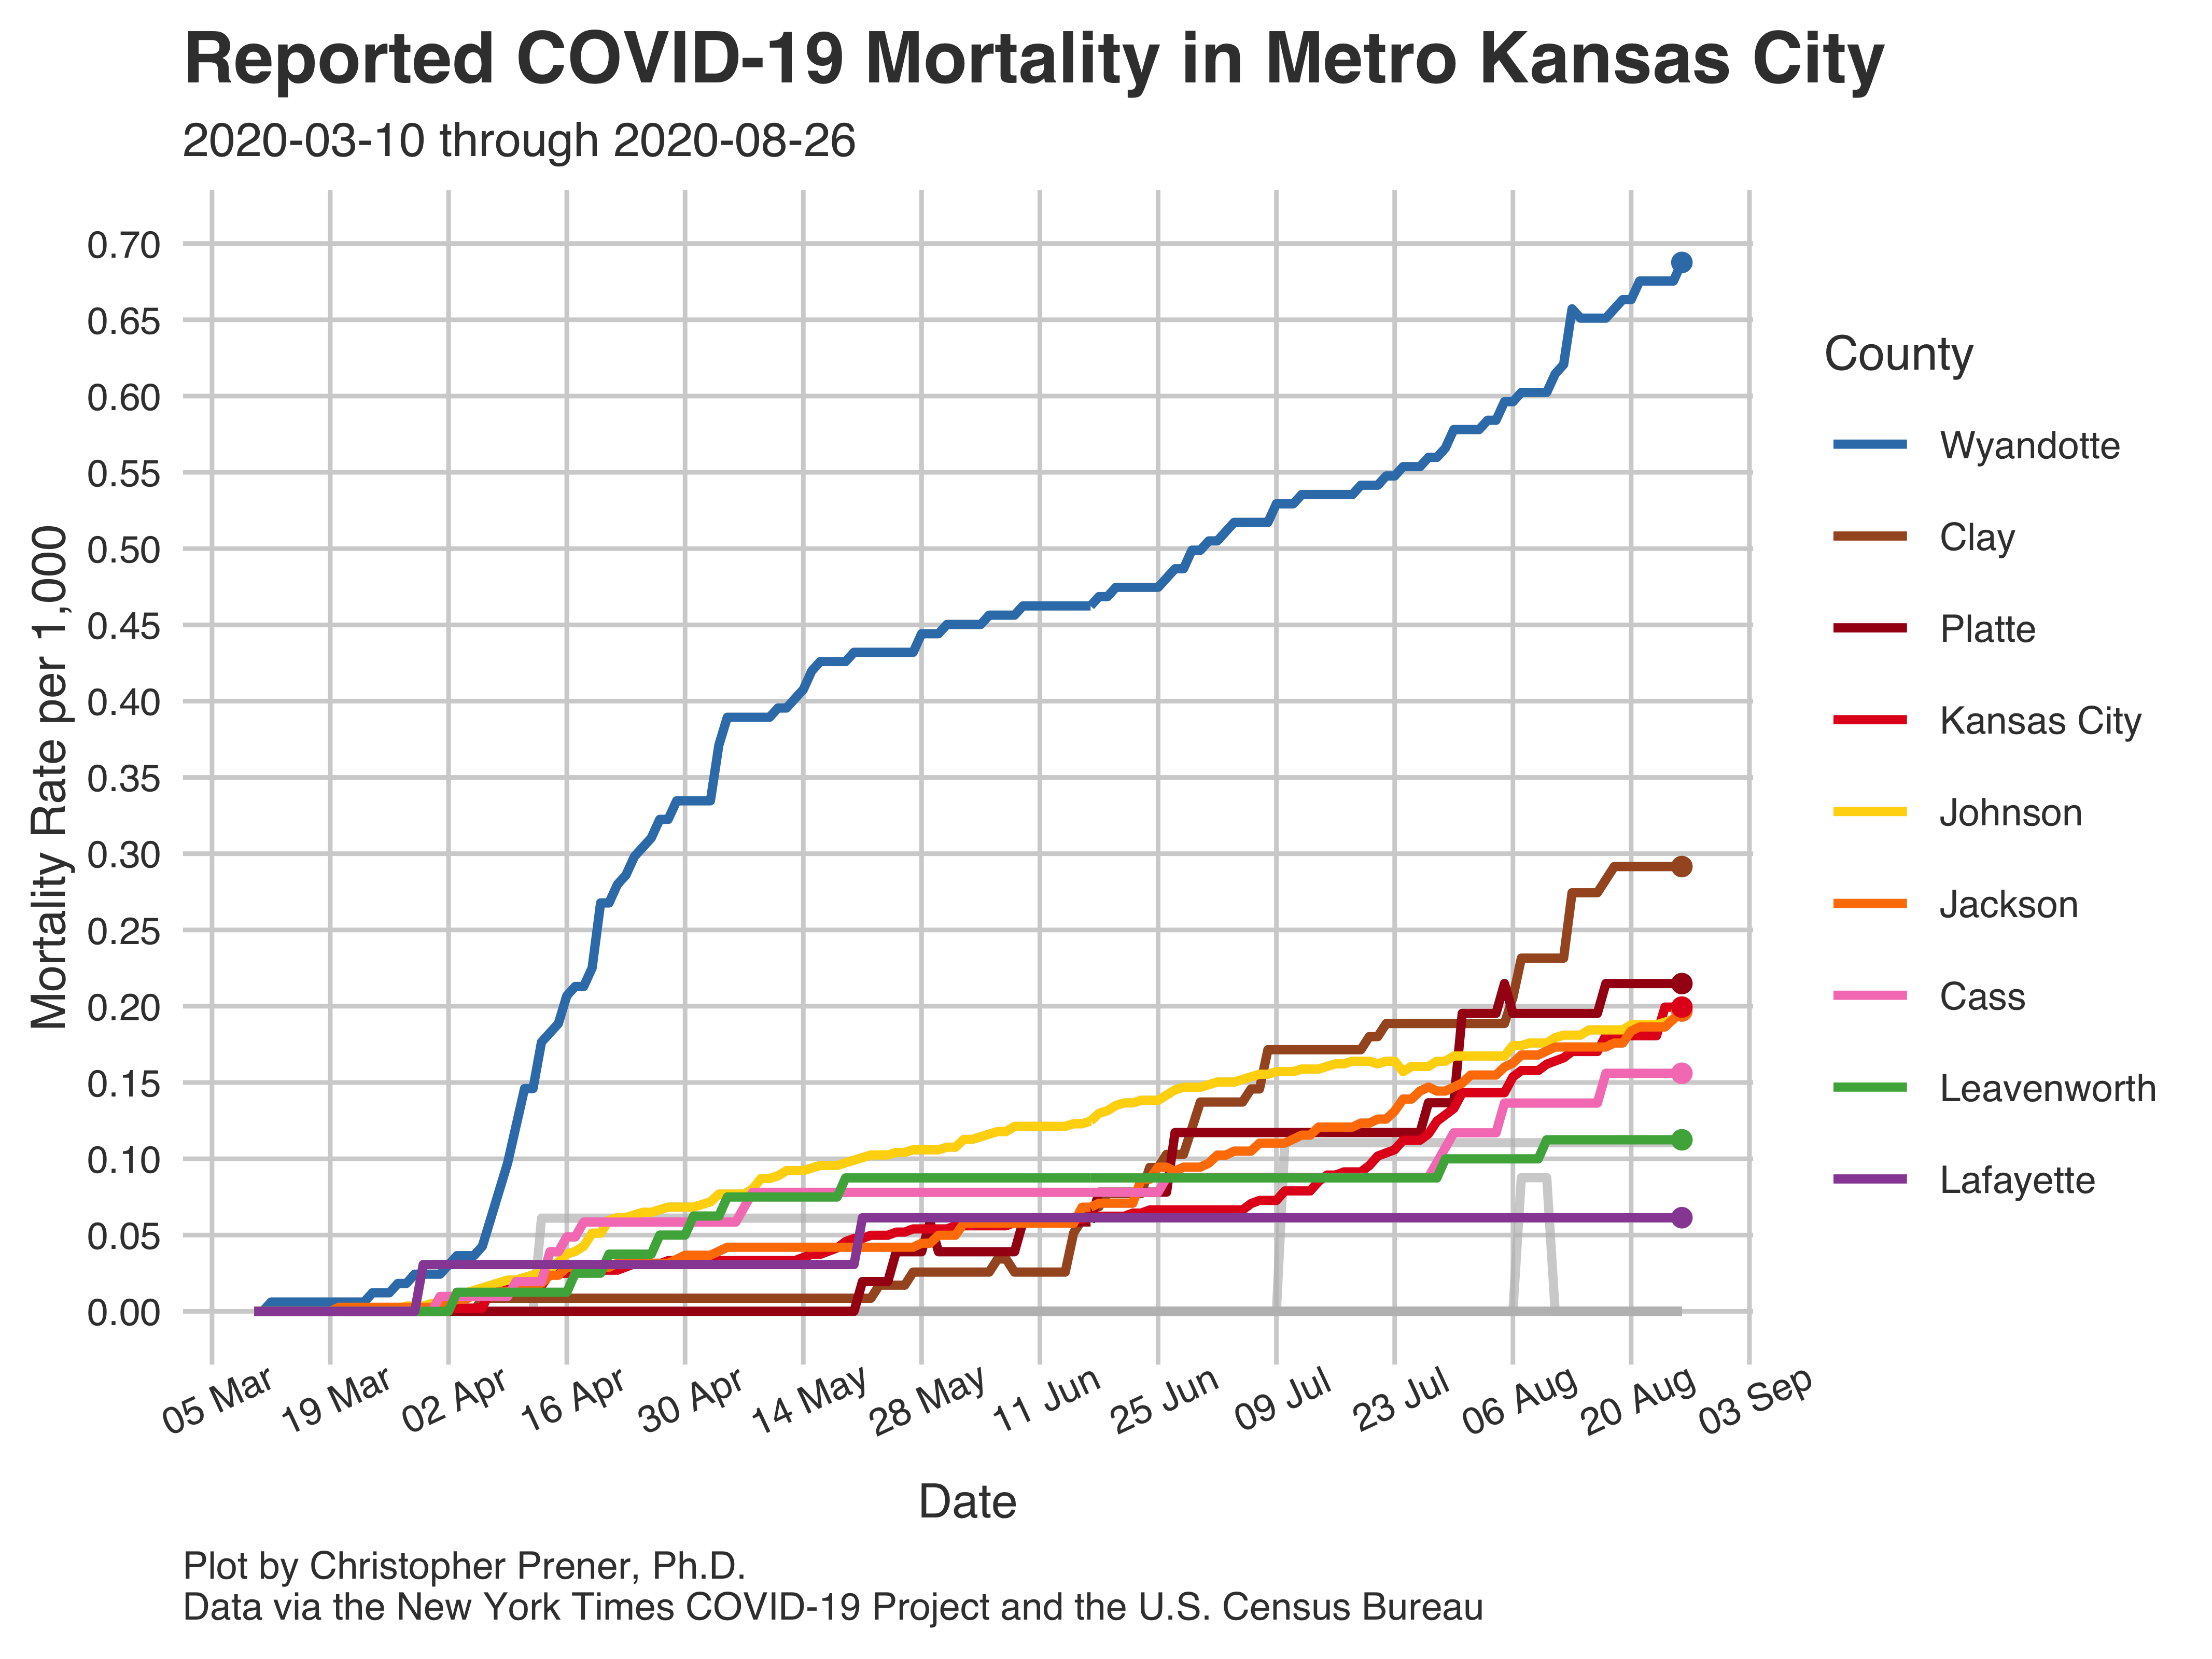 Reported COVID-19 Mortality in Metro Kansas City
2020-03-10 through 2020-08-26
Mortality Rate per 1,000
0.70
0.65
0.60
0.55
0.50
0.45
0.40
0.35
0.30
0.25
0.20
0.15
0.10
0.05
0.00
05 Mar
19 Mar
02 Apr
16 Apr
30 Apr
14 May
28 May
11 Jun
25 Jun
09 Jul
23 Jul
06 Aug
20 Aug
03 Sep
Date
County
Wyandotte
Clay
Platte
Kansas City
Johnson
Jackson
Cass
Leavenworth
Lafayette
Plot by Christopher Prener, Ph.D.
Data via the New York Times COVID-19 Project and the U.S. Census Bureau